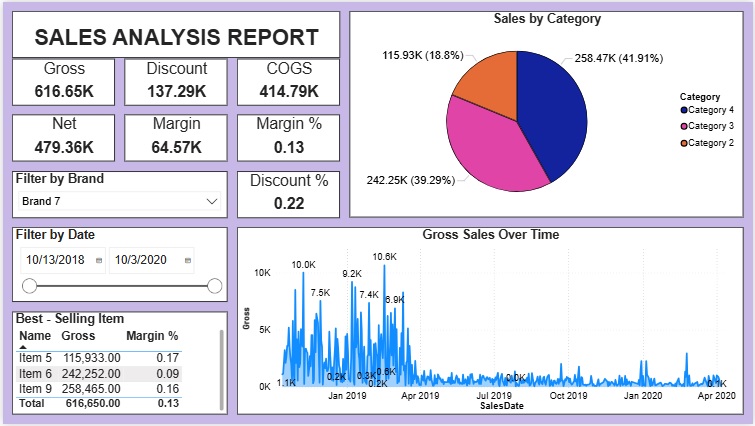 SALES ANALYSIS REPORT
Gross
616.65K
Discount
137.29K
COGS
414.79K
Net
479.36K
Margin
64.57K
Margin %
0.13
Filter by Brand
Brand 7
Discount %
0.22
Filter by Date
10/13/2018
10/3/2020
Best - Selling Item
Name Gross Margin %
Item 5 115,933.00 0.17
Item 6 242,252.00 0.09
Item 9 258,465.00 0.16
Total 616,650.00 0.13
Sales by Category
115.93K (18.8%)
258.47K (41.91%)
242.25K (39.29%)
Category
Category 4
Category 3
Category 2
Gross Sales Over Time
Gross
10K
5K
0K
1.1K
10.0K
7.5K
0.2K
9.2K
0.3K
7.4K
0.2K
10.6K
0.6K
6.9K
0.0K
0.1K
Jan 2019
Apr 2019
Jul 2019
Oct 2019
Jan 2020
Apr 2020
SalesDate